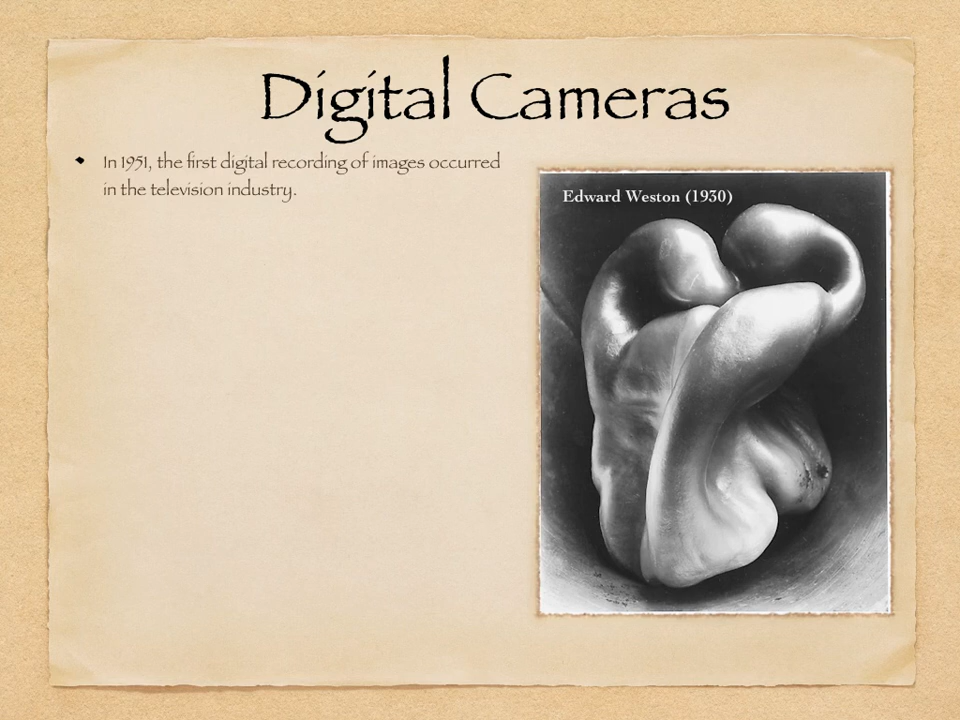 Digital Cameras
In 1951, the first digital recording of images occurred
in the television industry.
Edward Weston (1930)